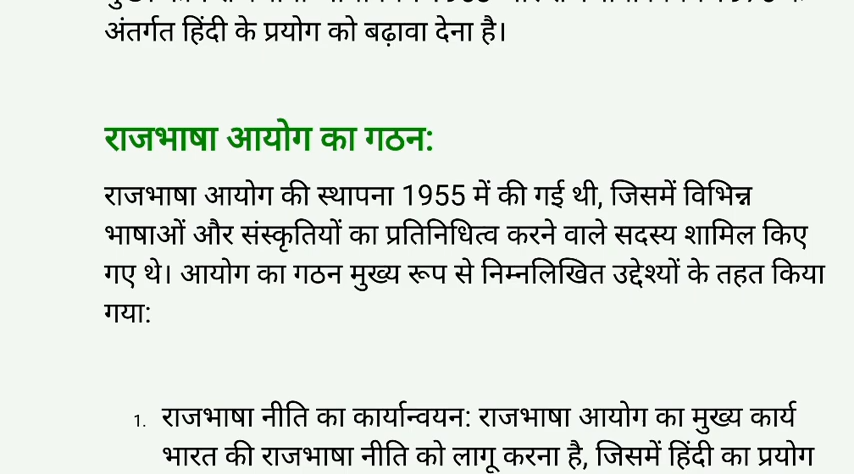 अंतर्गत हिंदी के प्रयोग को बढ़ावा देना है।
राजभाषा आयोग का गठन:
राजभाषा आयोग की स्थापना 1955 में की गई थी, जिसमें विभिन्न
भाषाओं और संस्कृतियों का प्रतिनिधित्व करने वाले सदस्य शामिल किए
गए थे। आयोग का गठन मुख्य रूप से निम्नलिखित उद्देश्यों के तहत किया
गया:
1. राजभाषा नीति का कार्यान्वयन: राजभाषा आयोग का मुख्य कार्य
भारत की राजभाषा नीति को लागू करना है, जिसमें हिंदी का प्रयोग